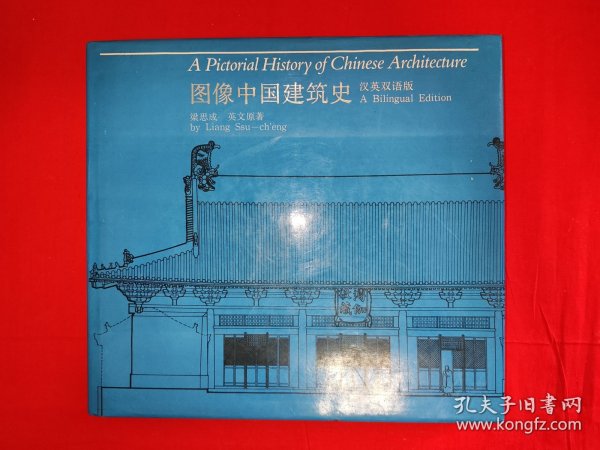 A Pictorial History of Chinese Architecture
图像中国建筑史 汉英双语版
A Bilingual Edition
梁思成 英文原著
by Liang Ssu—ch'eng
孔夫子旧书网
www.kongfz.com